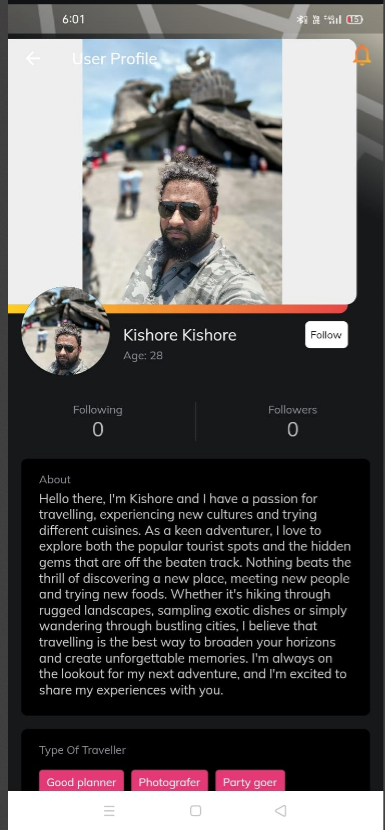 6:01
User Profile
Kishore Kishore
Follow
Age: 28
Following
Followers
0
0
About
Hello there, I'm Kishore and I have a passion for
travelling, experiencing new cultures and trying
different cuisines. As a keen adventurer, I love to
explore both the popular tourist spots and the hidden
gems that are off the beaten track. Nothing beats the
thrill of discovering a new place, meeting new people
and trying new foods. Whether it's hiking through
rugged landscapes, sampling exotic dishes or simply
wandering through bustling cities, I believe that
travelling is the best way to broaden your horizons
and create unforgettable memories. I'm always on
the lookout for my next adventure, and I'm excited to
share my experiences with you.
Type Of Traveller
Good planner
Photografer
Party goer